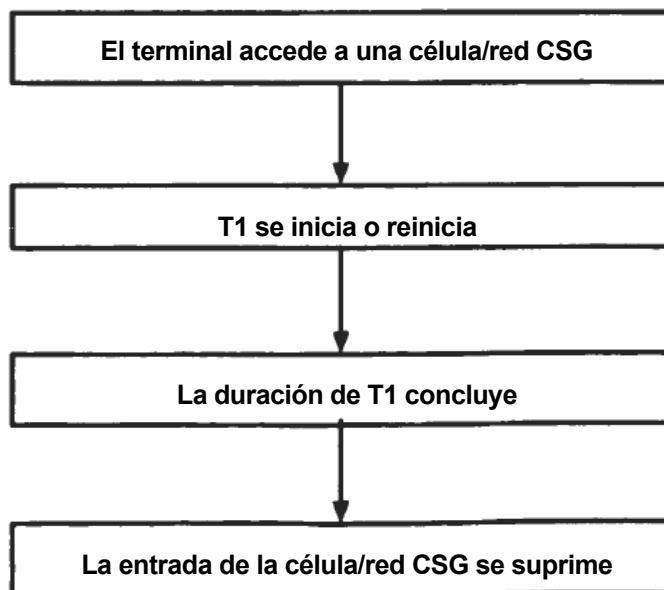 El terminal accede a una célula/red CSG
T1 se inicia o reinicia
La duración de T1 concluye
La entrada de la célula/red CSG se suprime